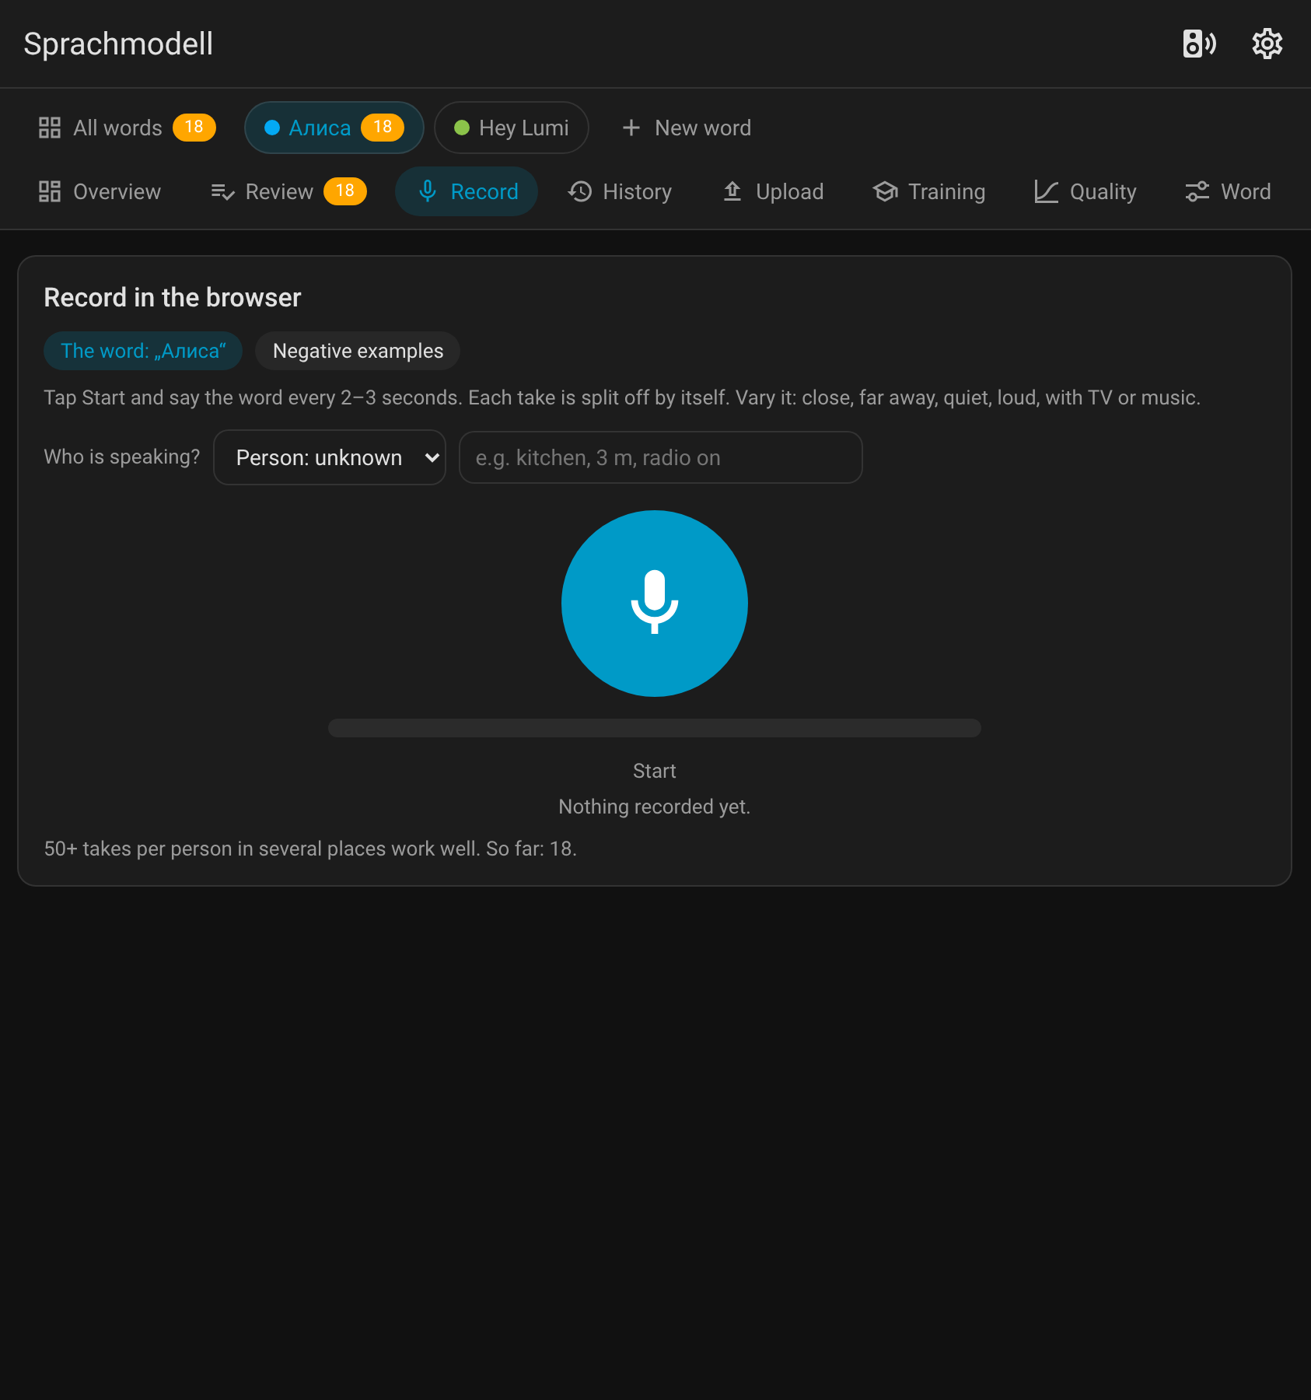 Sprachmodell
All words 18 Алиса 18 Hey Lumi + New word
Overview Review 18 Record History Upload Training Quality Word
Record in the browser
The word: „Алиса“ Negative examples
Tap Start and say the word every 2–3 seconds. Each take is split off by itself. Vary it: close, far away, quiet, loud, with TV or music.
Who is speaking? Person: unknown e.g. kitchen, 3 m, radio on
Start
Nothing recorded yet.
50+ takes per person in several places work well. So far: 18.